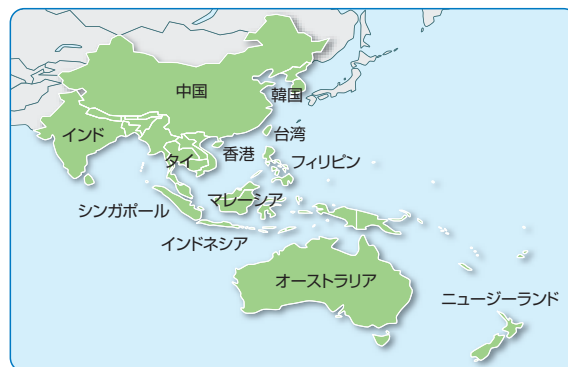 中国
韓国
インド
台湾
香港
タイ
フィリピン
マレーシア
シンガポール
インドネシア
オーストラリア
ニュージーランド